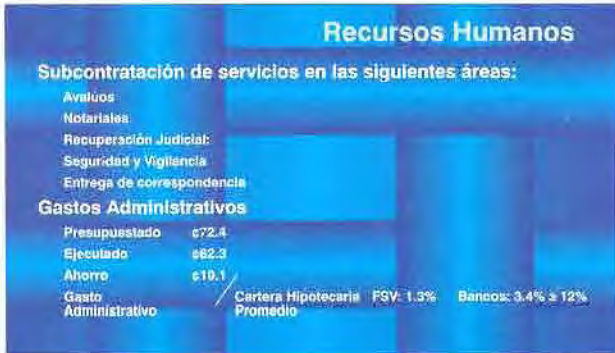 Recursos Humanos
Subcontratación de servicios en las siguientes áreas:
Avalúos
Notariales
Recuperación Judicial:
Seguridad y Vigilancia
Entrega de correspondencia
Gastos Administrativos
Presupuestado ¢72.4
Ejecutado ¢62.3
Ahorro ¢10.1
Gasto Administrativo / Cartera Hipotecaria Promedio FSV: 1.3% Bancos: 3.4% a 12%